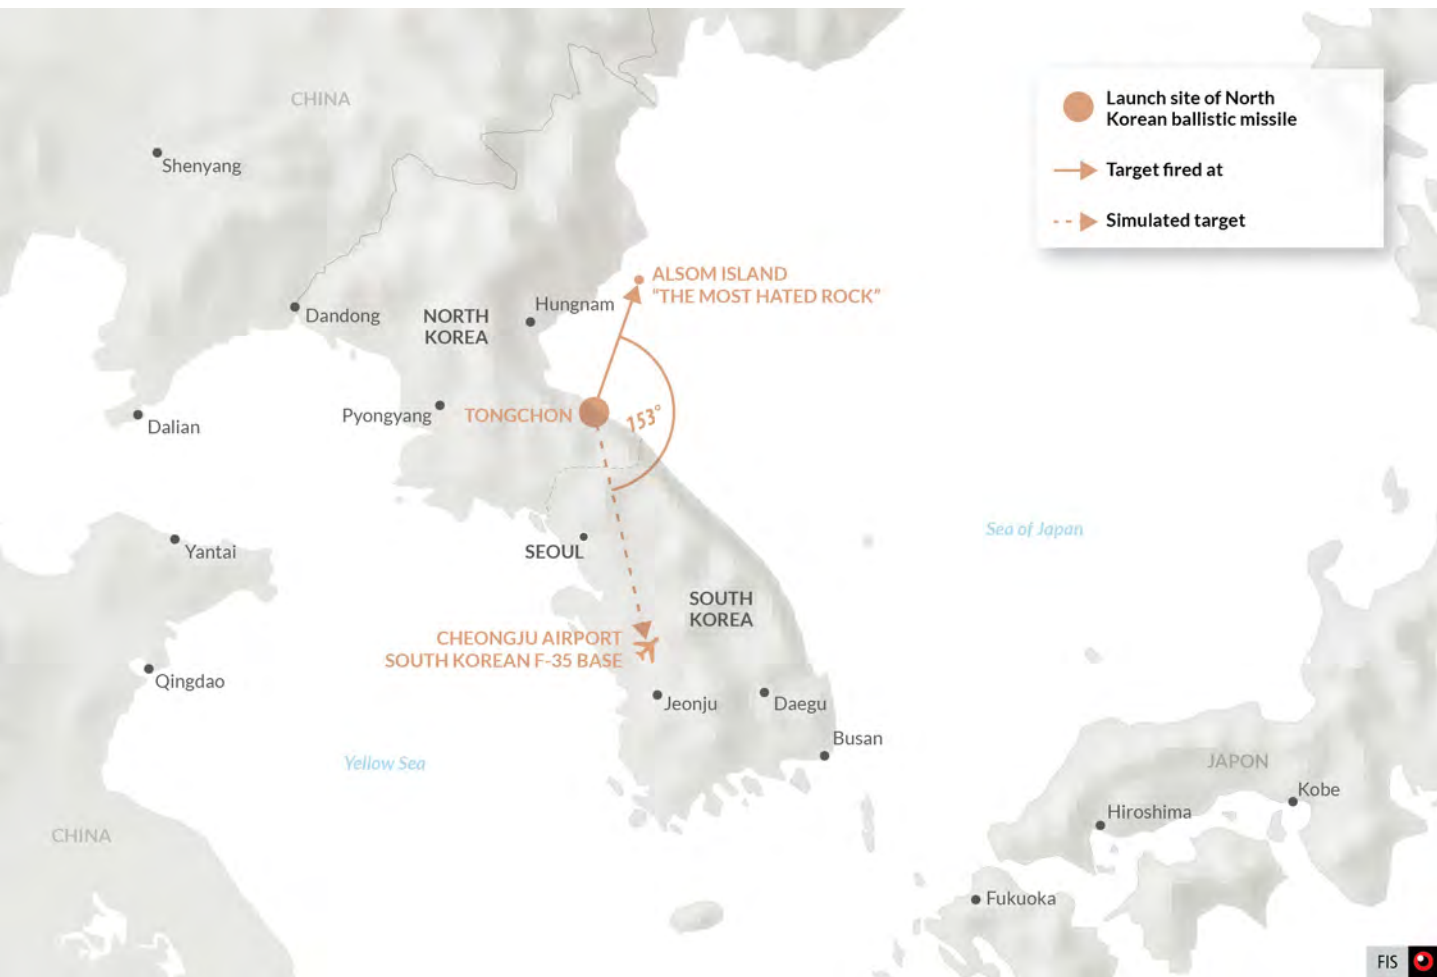 CHINA
Shenyang
Launch site of North
Korean ballistic missile
Target fired at
Simulated target
ALSOM ISLAND
"THE MOST HATED ROCK"
Hungnam
Dandong
NORTH
KOREA
Pyongyang
TONGCHON
153°
Dalian
Sea of Japan
Yantai
SEOUL
SOUTH
KOREA
CHEONGJU AIRPORT
SOUTH KOREAN F-35 BASE
Qingdao
Jeonju
Daegu
Busan
Yellow Sea
JAPON
Kobe
Hiroshima
CHINA
Fukuoka
FIS